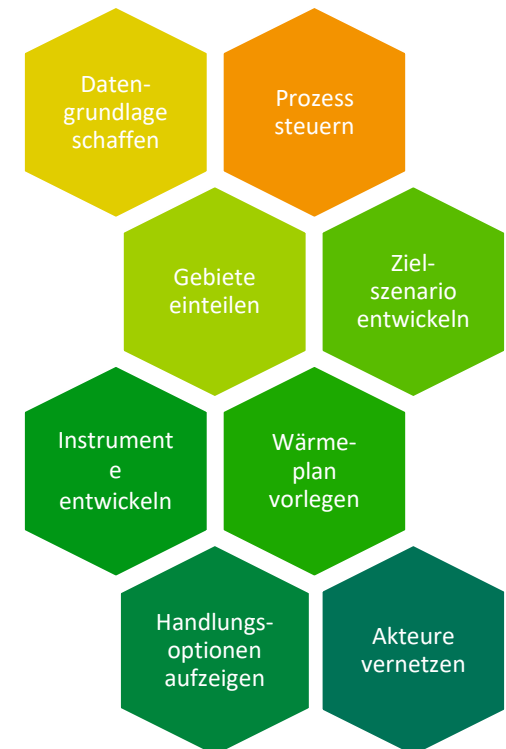 Daten-
grundlage
schaffen
Prozess
steuern
Gebiete
einteilen
Ziel-
szenario
entwickeln
Instrument
e
entwickeln
Wärme-
plan
vorlegen
Handlungs-
optionen
aufzeigen
Akteure
vernetzen